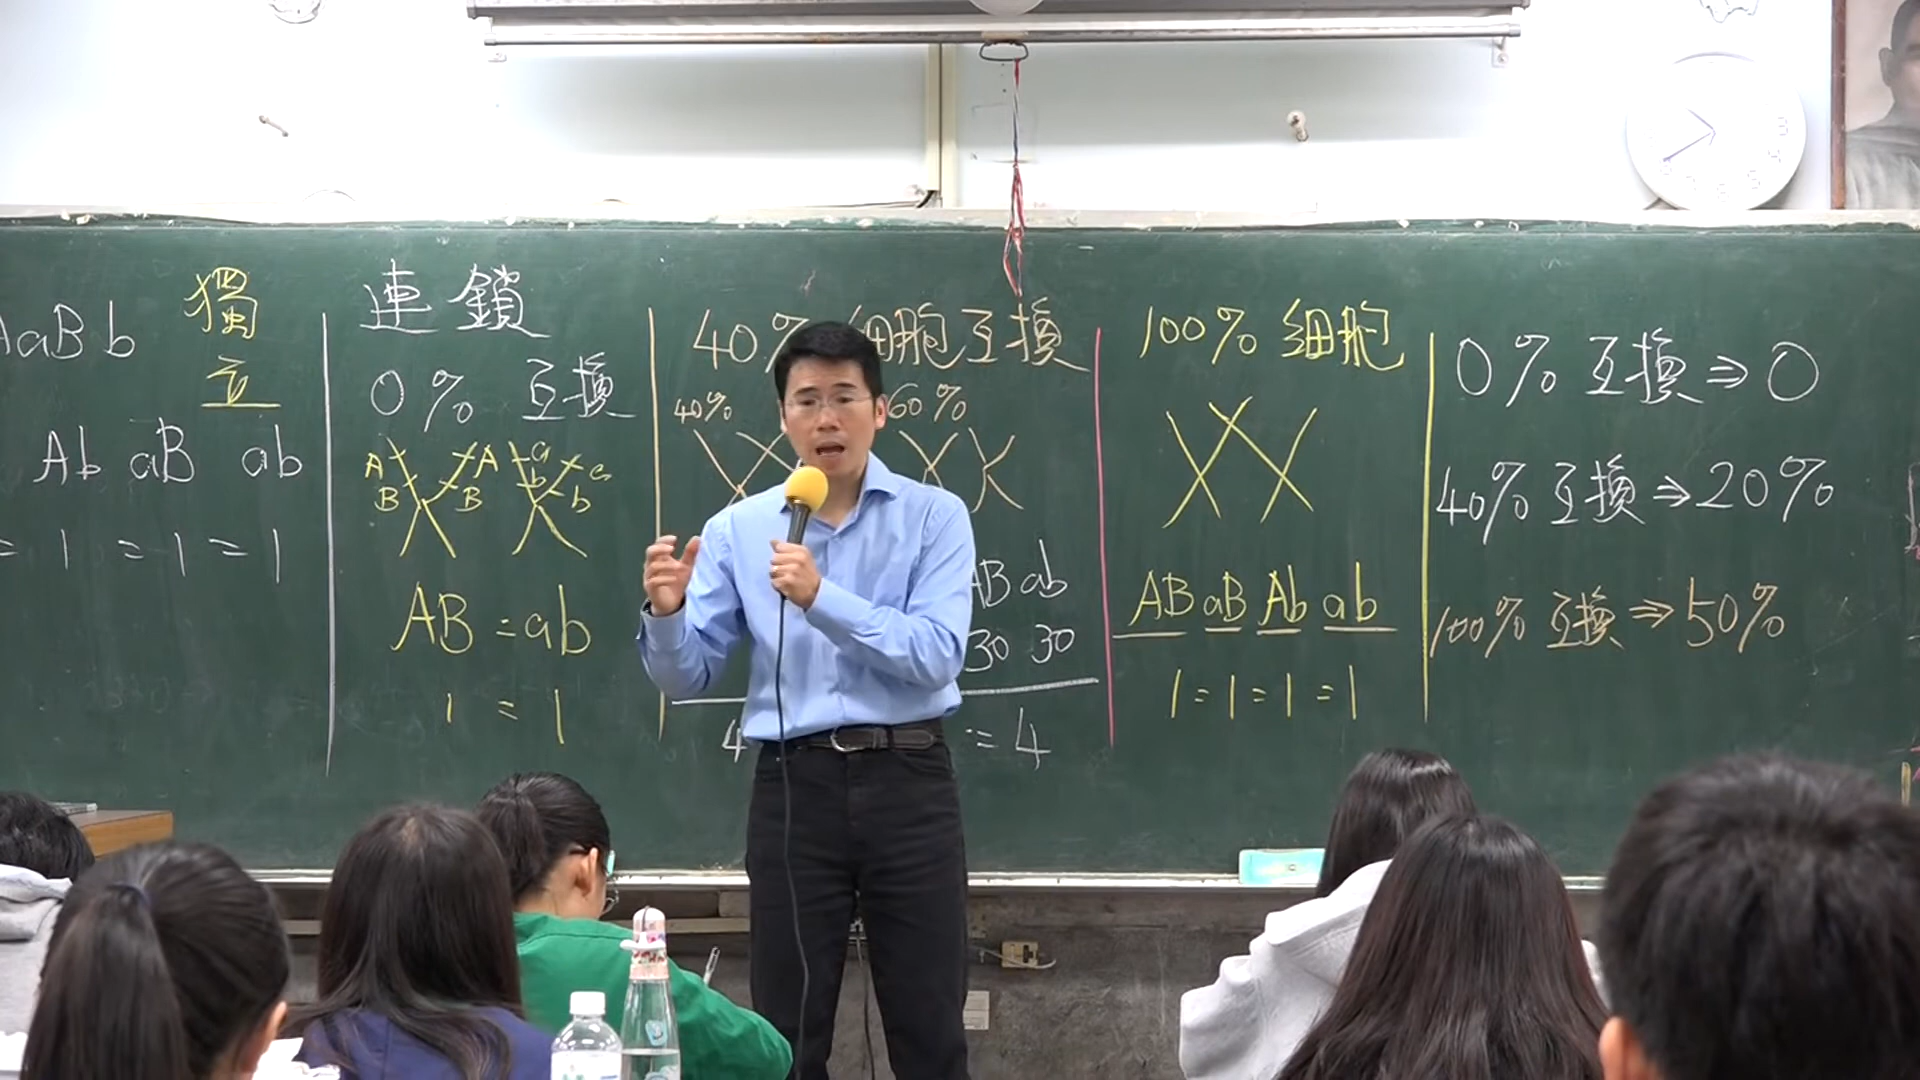 AaBb 獨
立
Ab aB ab
= 1 = 1 = 1
連鎖
0% 互換
A A a a
B B b b
AB = ab
1 = 1
40% 細胞互換
40% 60%
AB ab
30 30
4 = 4
100% 細胞
AB aB Ab ab
1 = 1 = 1 = 1
0% 互換 ⇒ 0
40% 互換 ⇒ 20%
100% 互換 ⇒ 50%